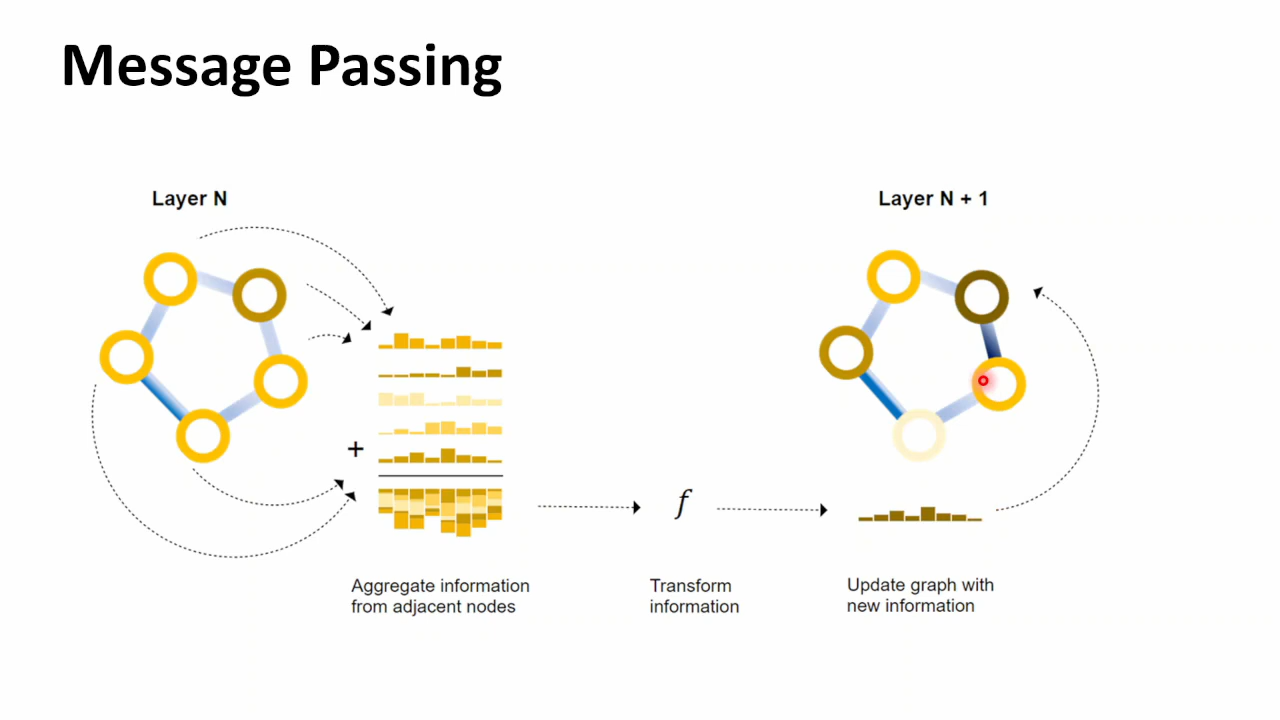 Message Passing
Layer N
Layer N + 1
+
f
Aggregate information
from adjacent nodes
Transform
information
Update graph with
new information